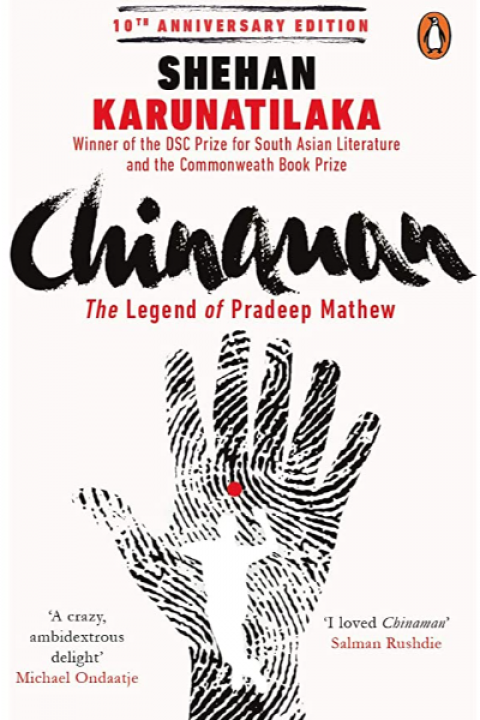 10TH ANNIVERSARY EDITION
SHEHAN
KARUNATILAKA
Winner of the DSC Prize for South Asian Literature
and the Commonweath Book Prize
Chinaman
The Legend of Pradeep Mathew
'A crazy,
ambidextrous
delight'
Michael Ondaatje
'I loved Chinaman'
Salman Rushdie